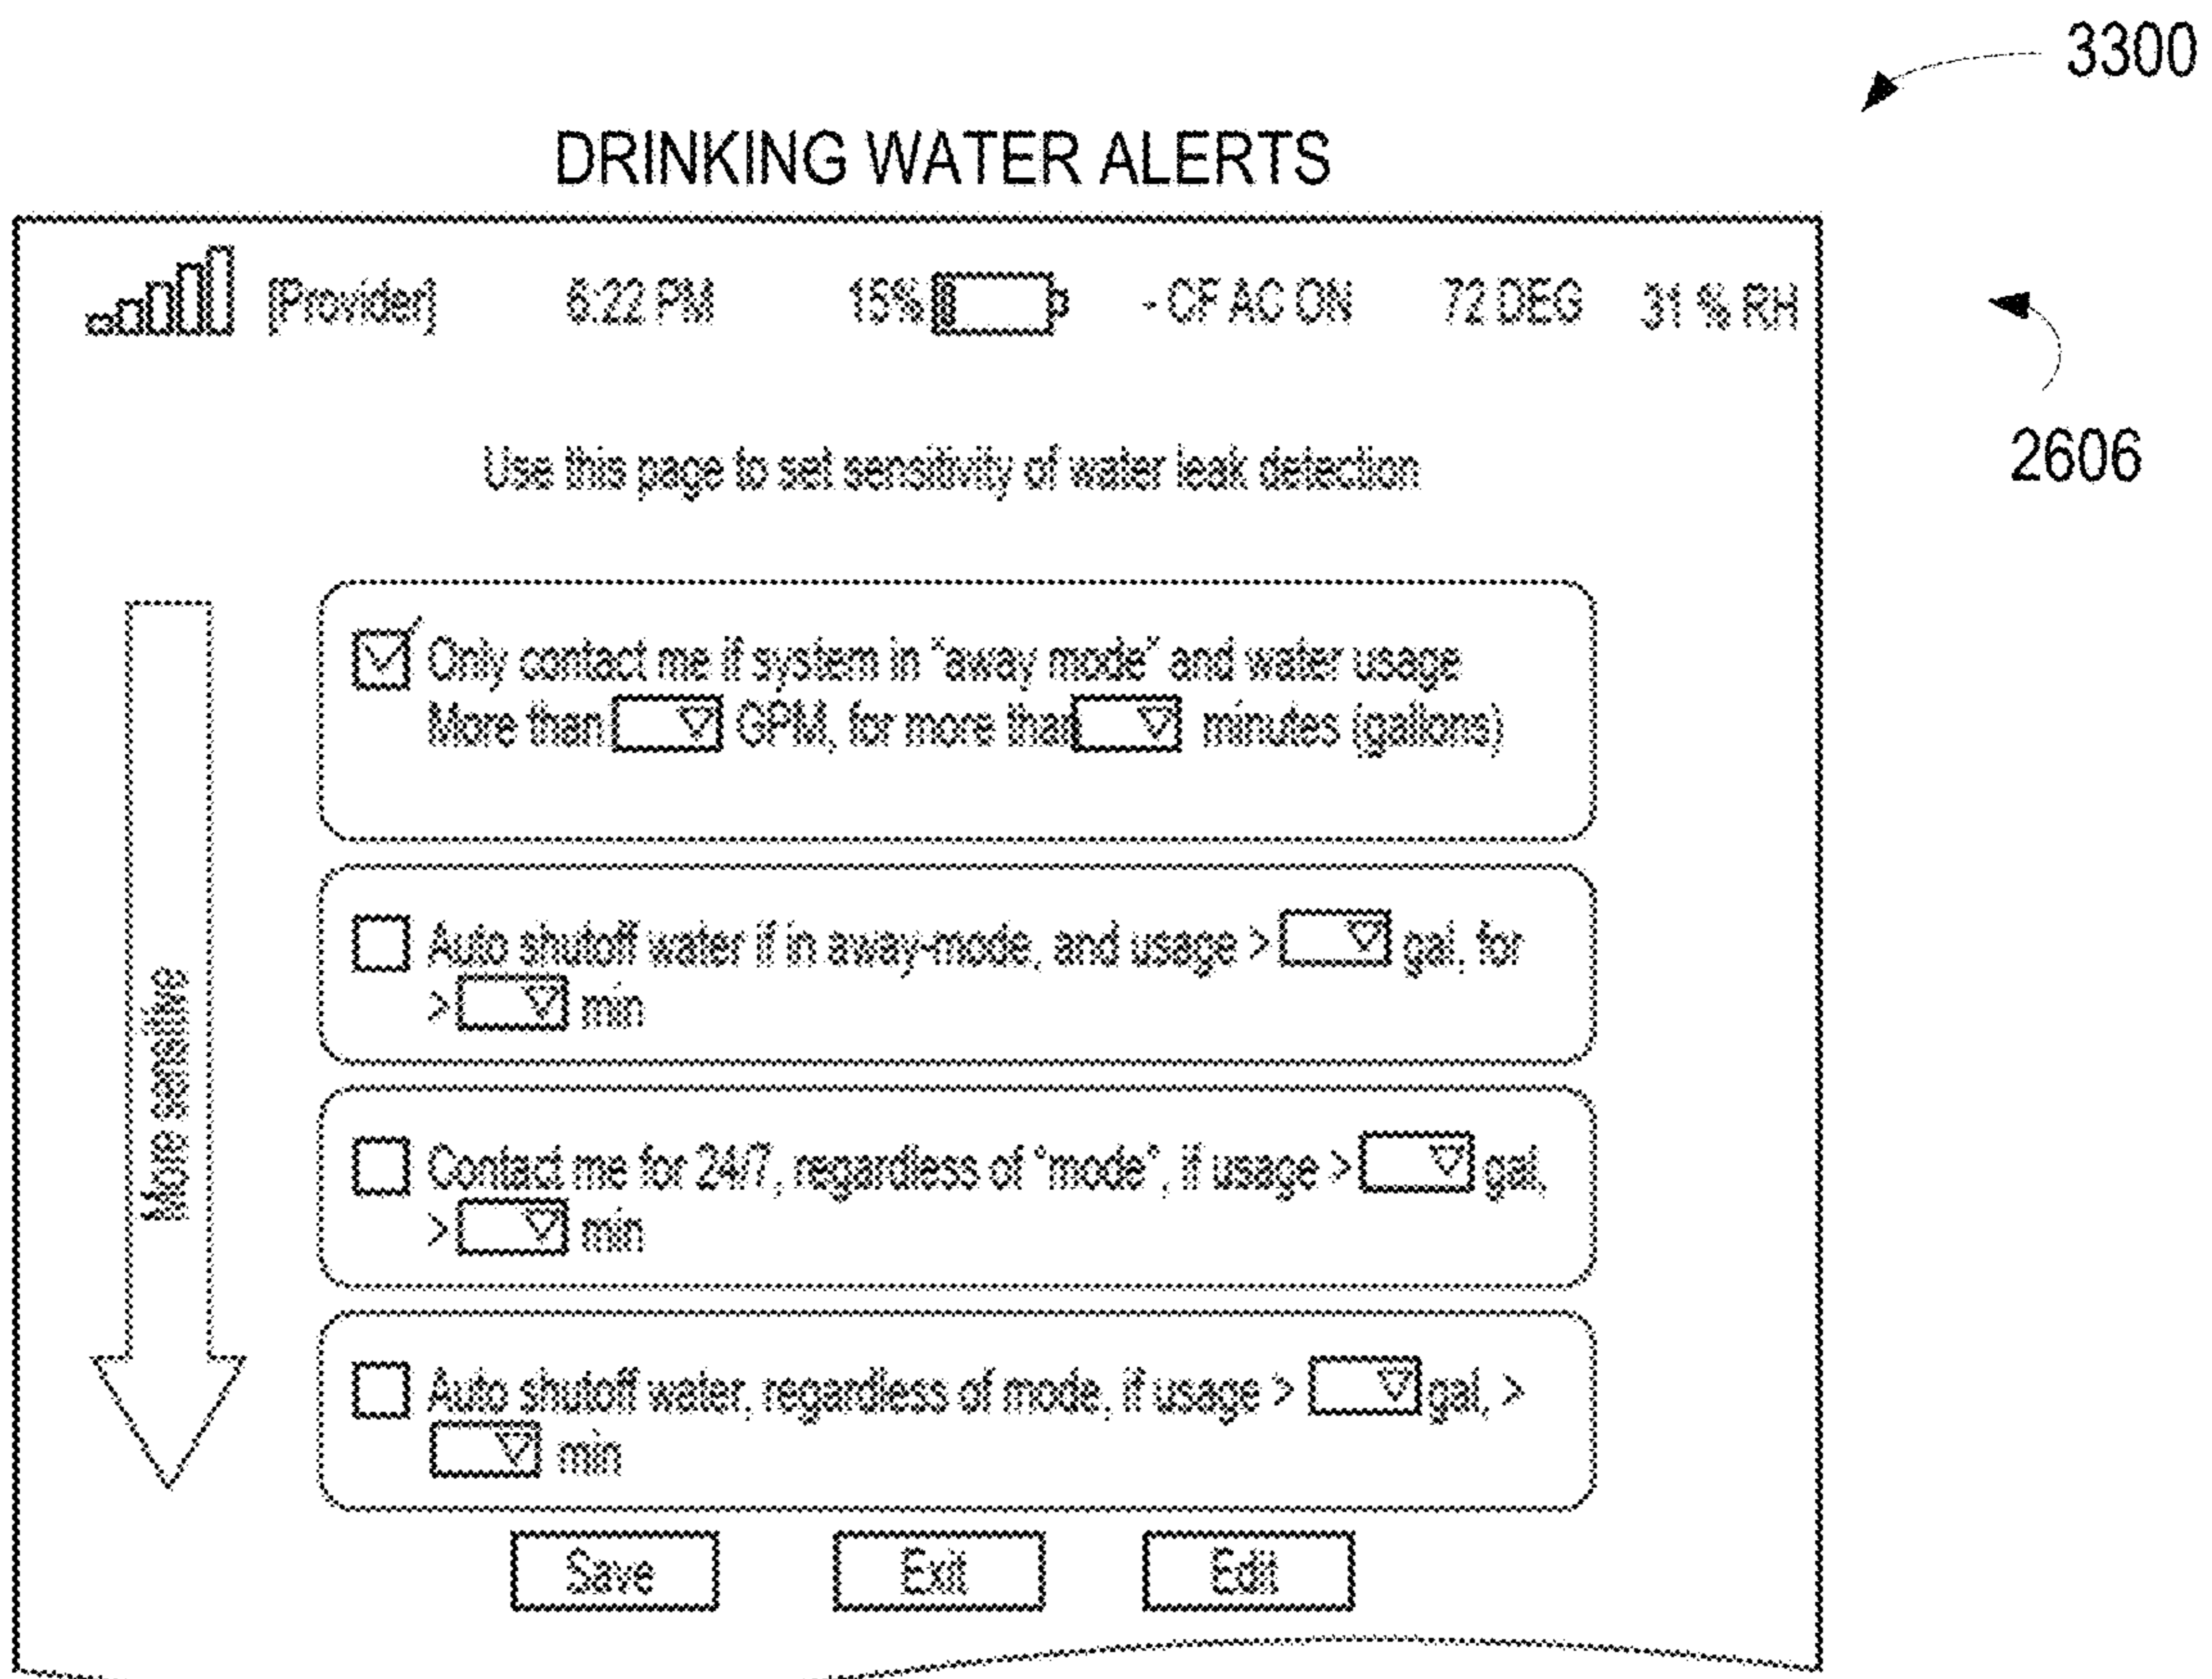 3300
DRINKING WATER ALERTS
[Provider] 6:22 PM 15% - CF AC ON 72 DEG 31 % RH
2606
Use this page to set sensitivity of water leak detection
More sensitive
Only contact me if system in "away mode" and water usage
More than GPM, for more than minutes (gallons)
Auto shutoff water if in away-mode, and usage > gal, for
> min
Contact me for 24/7, regardless of "mode", if usage > gal,
> min
Auto shutoff water, regardless of mode, if usage > gal, >
min
Save Exit Edit